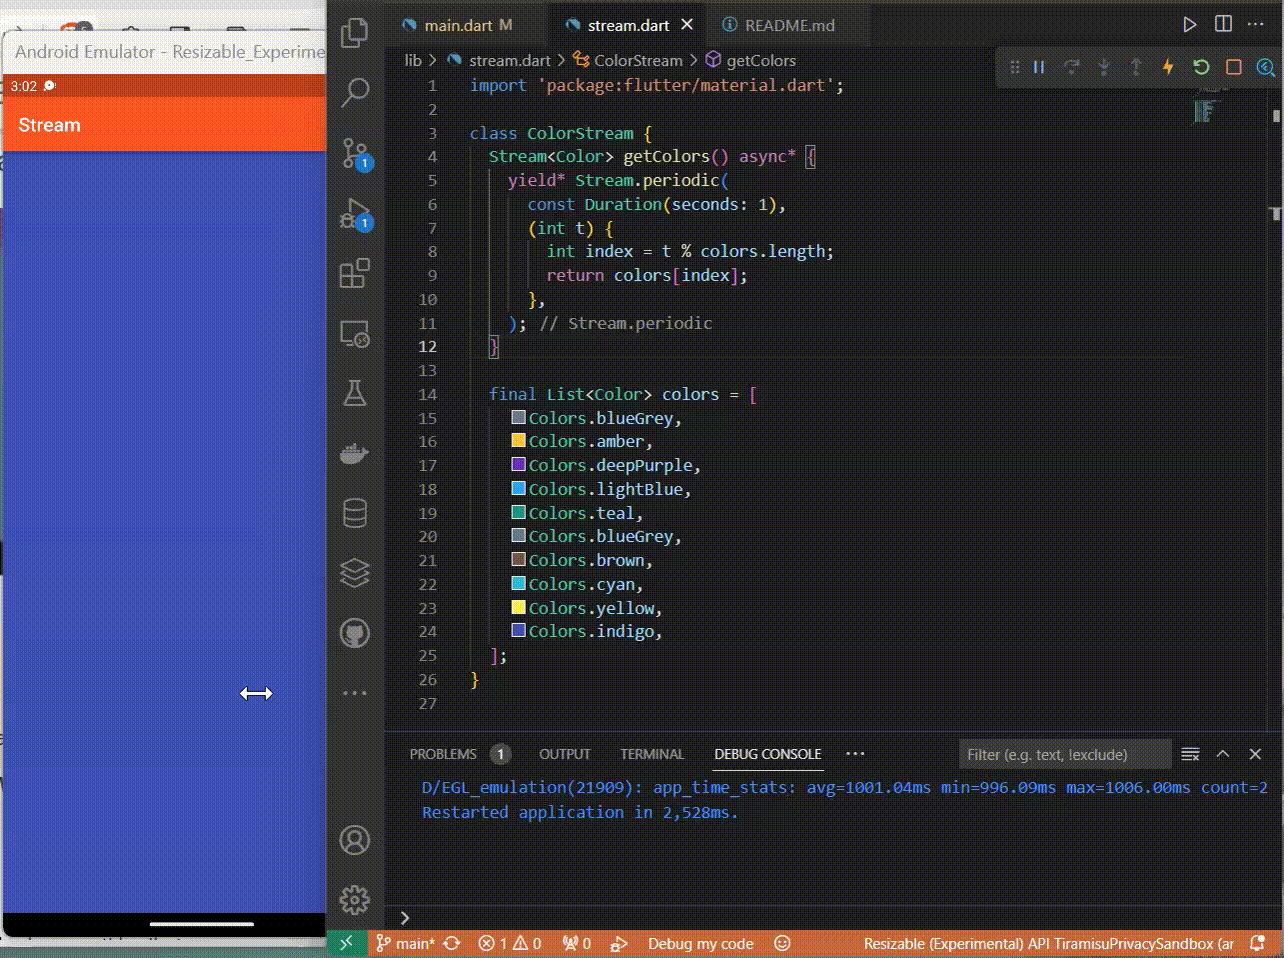 Android Emulator - Resizable_Experime
3:02
Stream
main.dart M
stream.dart
README.md
lib > stream.dart > ColorStream > getColors
1 import 'package:flutter/material.dart';
2
3 class ColorStream {
4 Stream<Color> getColors() async* {
5 yield* Stream.periodic(
6 const Duration(seconds: 1),
7 (int t) {
8 int index = t % colors.length;
9 return colors[index];
10 },
11 ); // Stream.periodic
12 }
13
14 final List<Color> colors = [
15 Colors.blueGrey,
16 Colors.amber,
17 Colors.deepPurple,
18 Colors.lightBlue,
19 Colors.teal,
20 Colors.blueGrey,
21 Colors.brown,
22 Colors.cyan,
23 Colors.yellow,
24 Colors.indigo,
25 ];
26 }
27
1
1
PROBLEMS 1 OUTPUT TERMINAL DEBUG CONSOLE
Filter (e.g. text, !exclude)
D/EGL_emulation(21909): app_time_stats: avg=1001.04ms min=996.09ms max=1006.00ms count=2
Restarted application in 2,528ms.
>
main* 1 0 0 Debug my code Resizable (Experimental) API TiramisuPrivacySandbox (ar